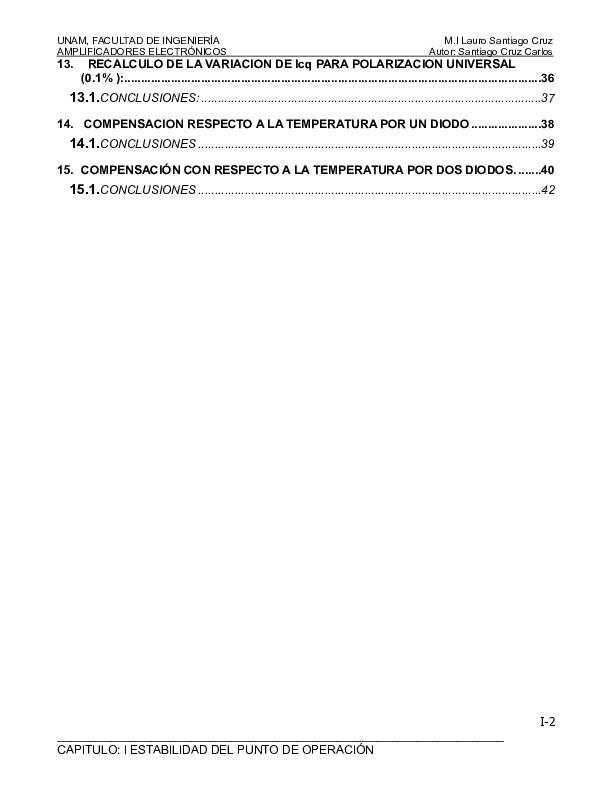 UNAM, FACULTAD DE INGENIERÍA M.I Lauro Santiago Cruz
AMPLIFICADORES ELECTRÓNICOS Autor: Santiago Cruz Carlos
13. RECALCULO DE LA VARIACION DE Icq PARA POLARIZACION UNIVERSAL
(0.1% ):............................................................................................................................36
13.1.CONCLUSIONES:......................................................................................................37
14. COMPENSACION RESPECTO A LA TEMPERATURA POR UN DIODO.....................38
14.1.CONCLUSIONES.......................................................................................................39
15. COMPENSACIÓN CON RESPECTO A LA TEMPERATURA POR DOS DIODOS........40
15.1.CONCLUSIONES.......................................................................................................42
I-2
CAPITULO: I ESTABILIDAD DEL PUNTO DE OPERACIÓN